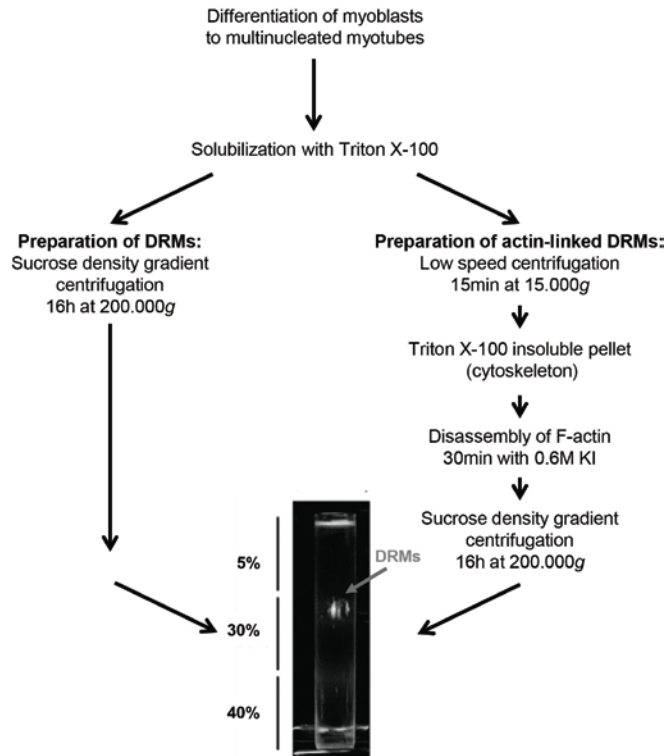 Differentiation of myoblasts
to multinucleated myotubes
Solubilization with Triton X-100
Preparation of DRMs:
Sucrose density gradient
centrifugation
16h at 200.000g
Preparation of actin-linked DRMs:
Low speed centrifugation
15min at 15.000g
Triton X-100 insoluble pellet
(cytoskeleton)
Disassembly of F-actin
30min with 0.6M KI
Sucrose density gradient
centrifugation
16h at 200.000g
5%
DRMs
30%
40%